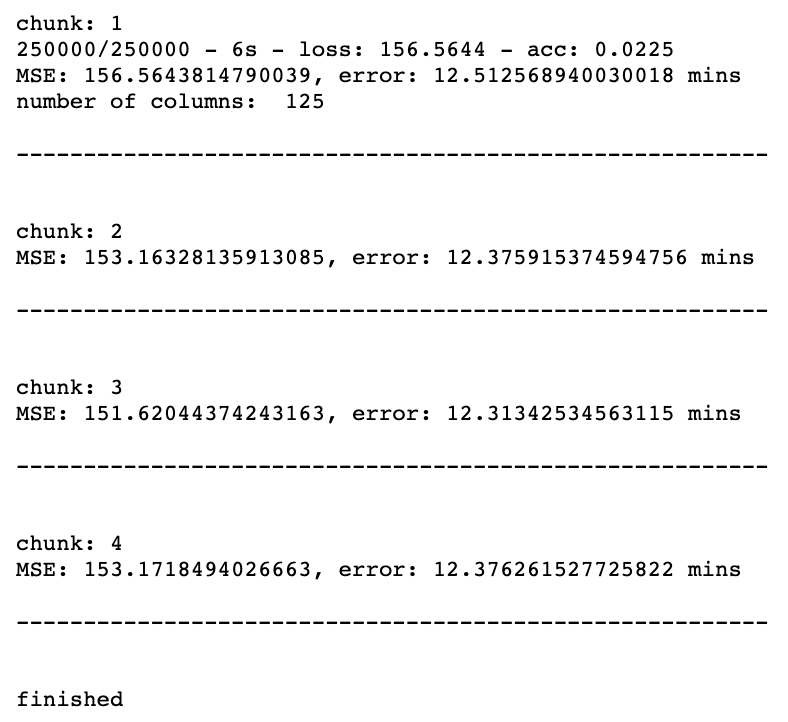 chunk: 1
250000/250000 - 6s - loss: 156.5644 - acc: 0.0225
MSE: 156.5643814790039, error: 12.512568940030018 mins
number of columns:  125
--------------------------------------------------------
chunk: 2
MSE: 153.16328135913085, error: 12.375915374594756 mins
--------------------------------------------------------
chunk: 3
MSE: 151.62044374243163, error: 12.31342534563115 mins
--------------------------------------------------------
chunk: 4
MSE: 153.1718494026663, error: 12.376261527725822 mins
--------------------------------------------------------
finished